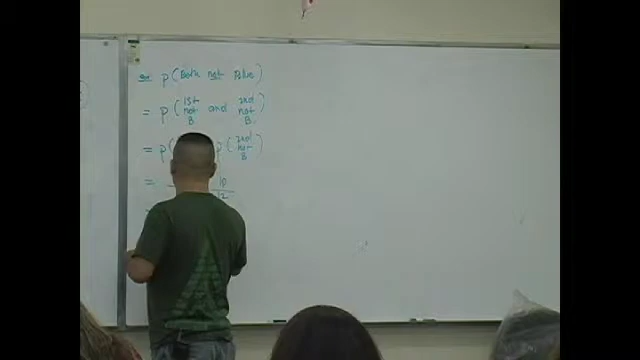 P(Both not Blue)
= P(1st not B and 2nd not B)
= P( P(2nd not B)
= 10/12